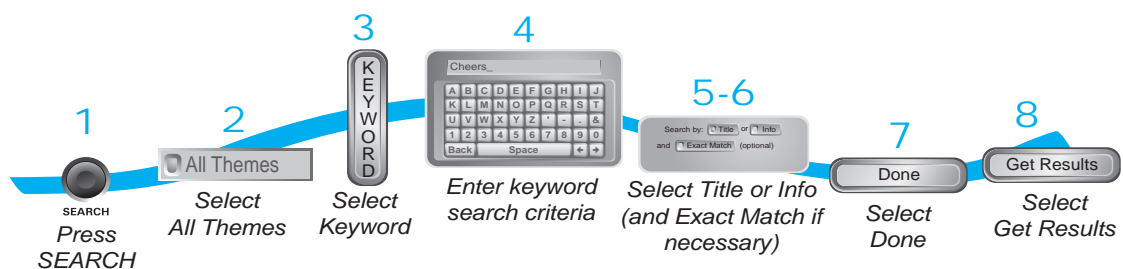 1
SEARCH
Press
SEARCH
2
All Themes
Select
All Themes
3
K
E
Y
W
O
R
D
Select
Keyword
4
Cheers_
A B C D E F G H I J
K L M N O P Q R S T
U V W X Y Z ' - . &
1 2 3 4 5 6 7 8 9 0
Back Space ← →
Enter keyword
search criteria
5-6
Search by: Title or Info
and Exact Match (optional)
Select Title or Info
(and Exact Match if
necessary)
7
Done
Select
Done
8
Get Results
Select
Get Results